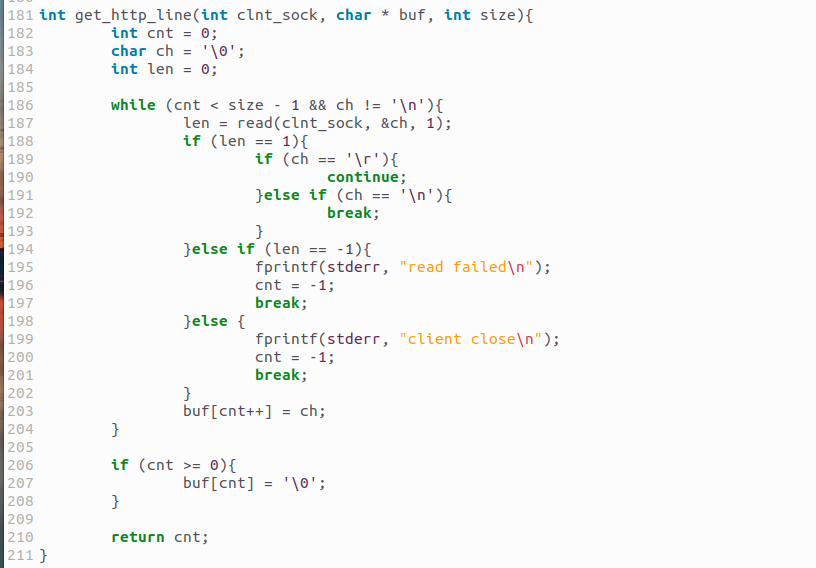 181 int get_http_line(int clnt_sock, char * buf, int size){
182         int cnt = 0;
183         char ch = '\0';
184         int len = 0;
185
186         while (cnt < size - 1 && ch != '\n'){
187                 len = read(clnt_sock, &ch, 1);
188                 if (len == 1){
189                         if (ch == '\r'){
190                                 continue;
191                         }else if (ch == '\n'){
192                                 break;
193                         }
194                 }else if (len == -1){
195                         fprintf(stderr, "read failed\n");
196                         cnt = -1;
197                         break;
198                 }else {
199                         fprintf(stderr, "client close\n");
200                         cnt = -1;
201                         break;
202                 }
203                 buf[cnt++] = ch;
204         }
205
206         if (cnt >= 0){
207                 buf[cnt] = '\0';
208         }
209
210         return cnt;
211 }